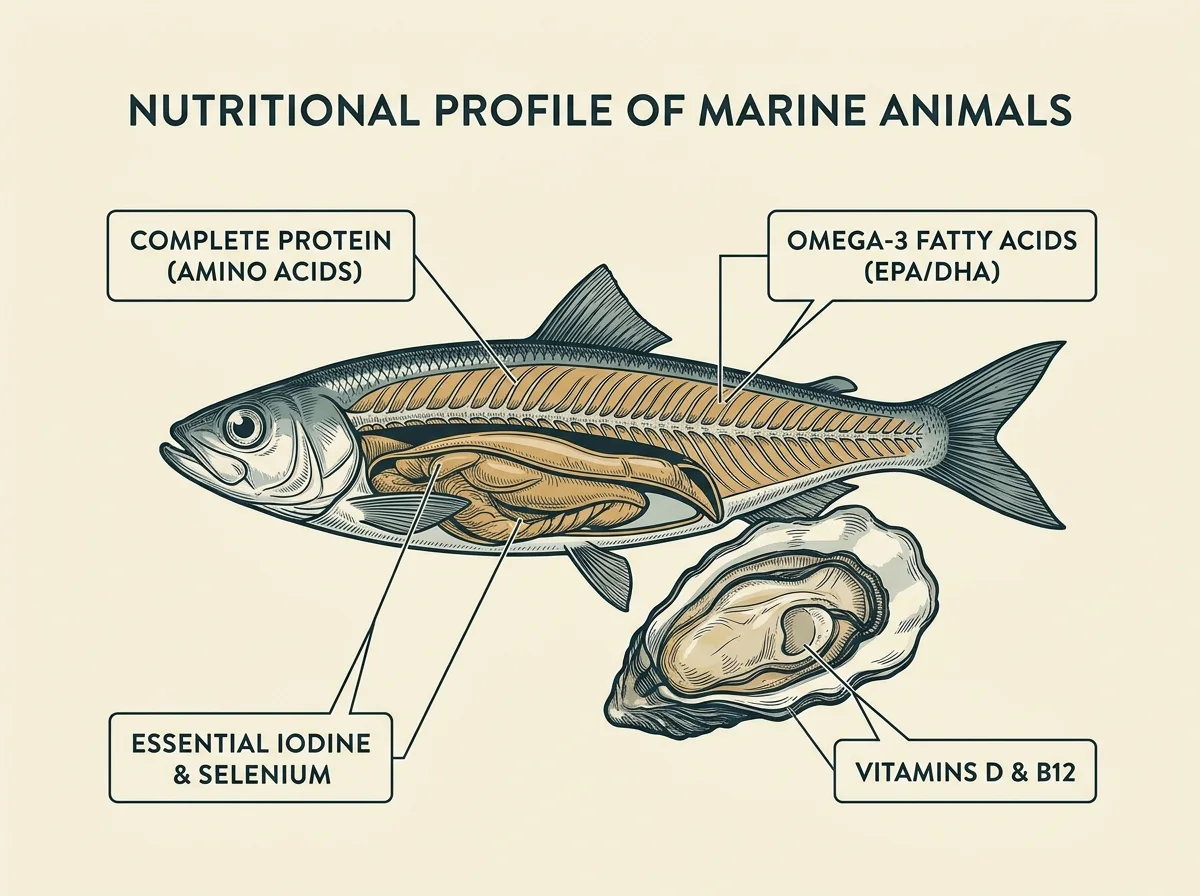 NUTRITIONAL PROFILE OF MARINE ANIMALS
COMPLETE PROTEIN
(AMINO ACIDS)
OMEGA-3 FATTY ACIDS
(EPA/DHA)
ESSENTIAL IODINE
& SELENIUM
VITAMINS D & B12